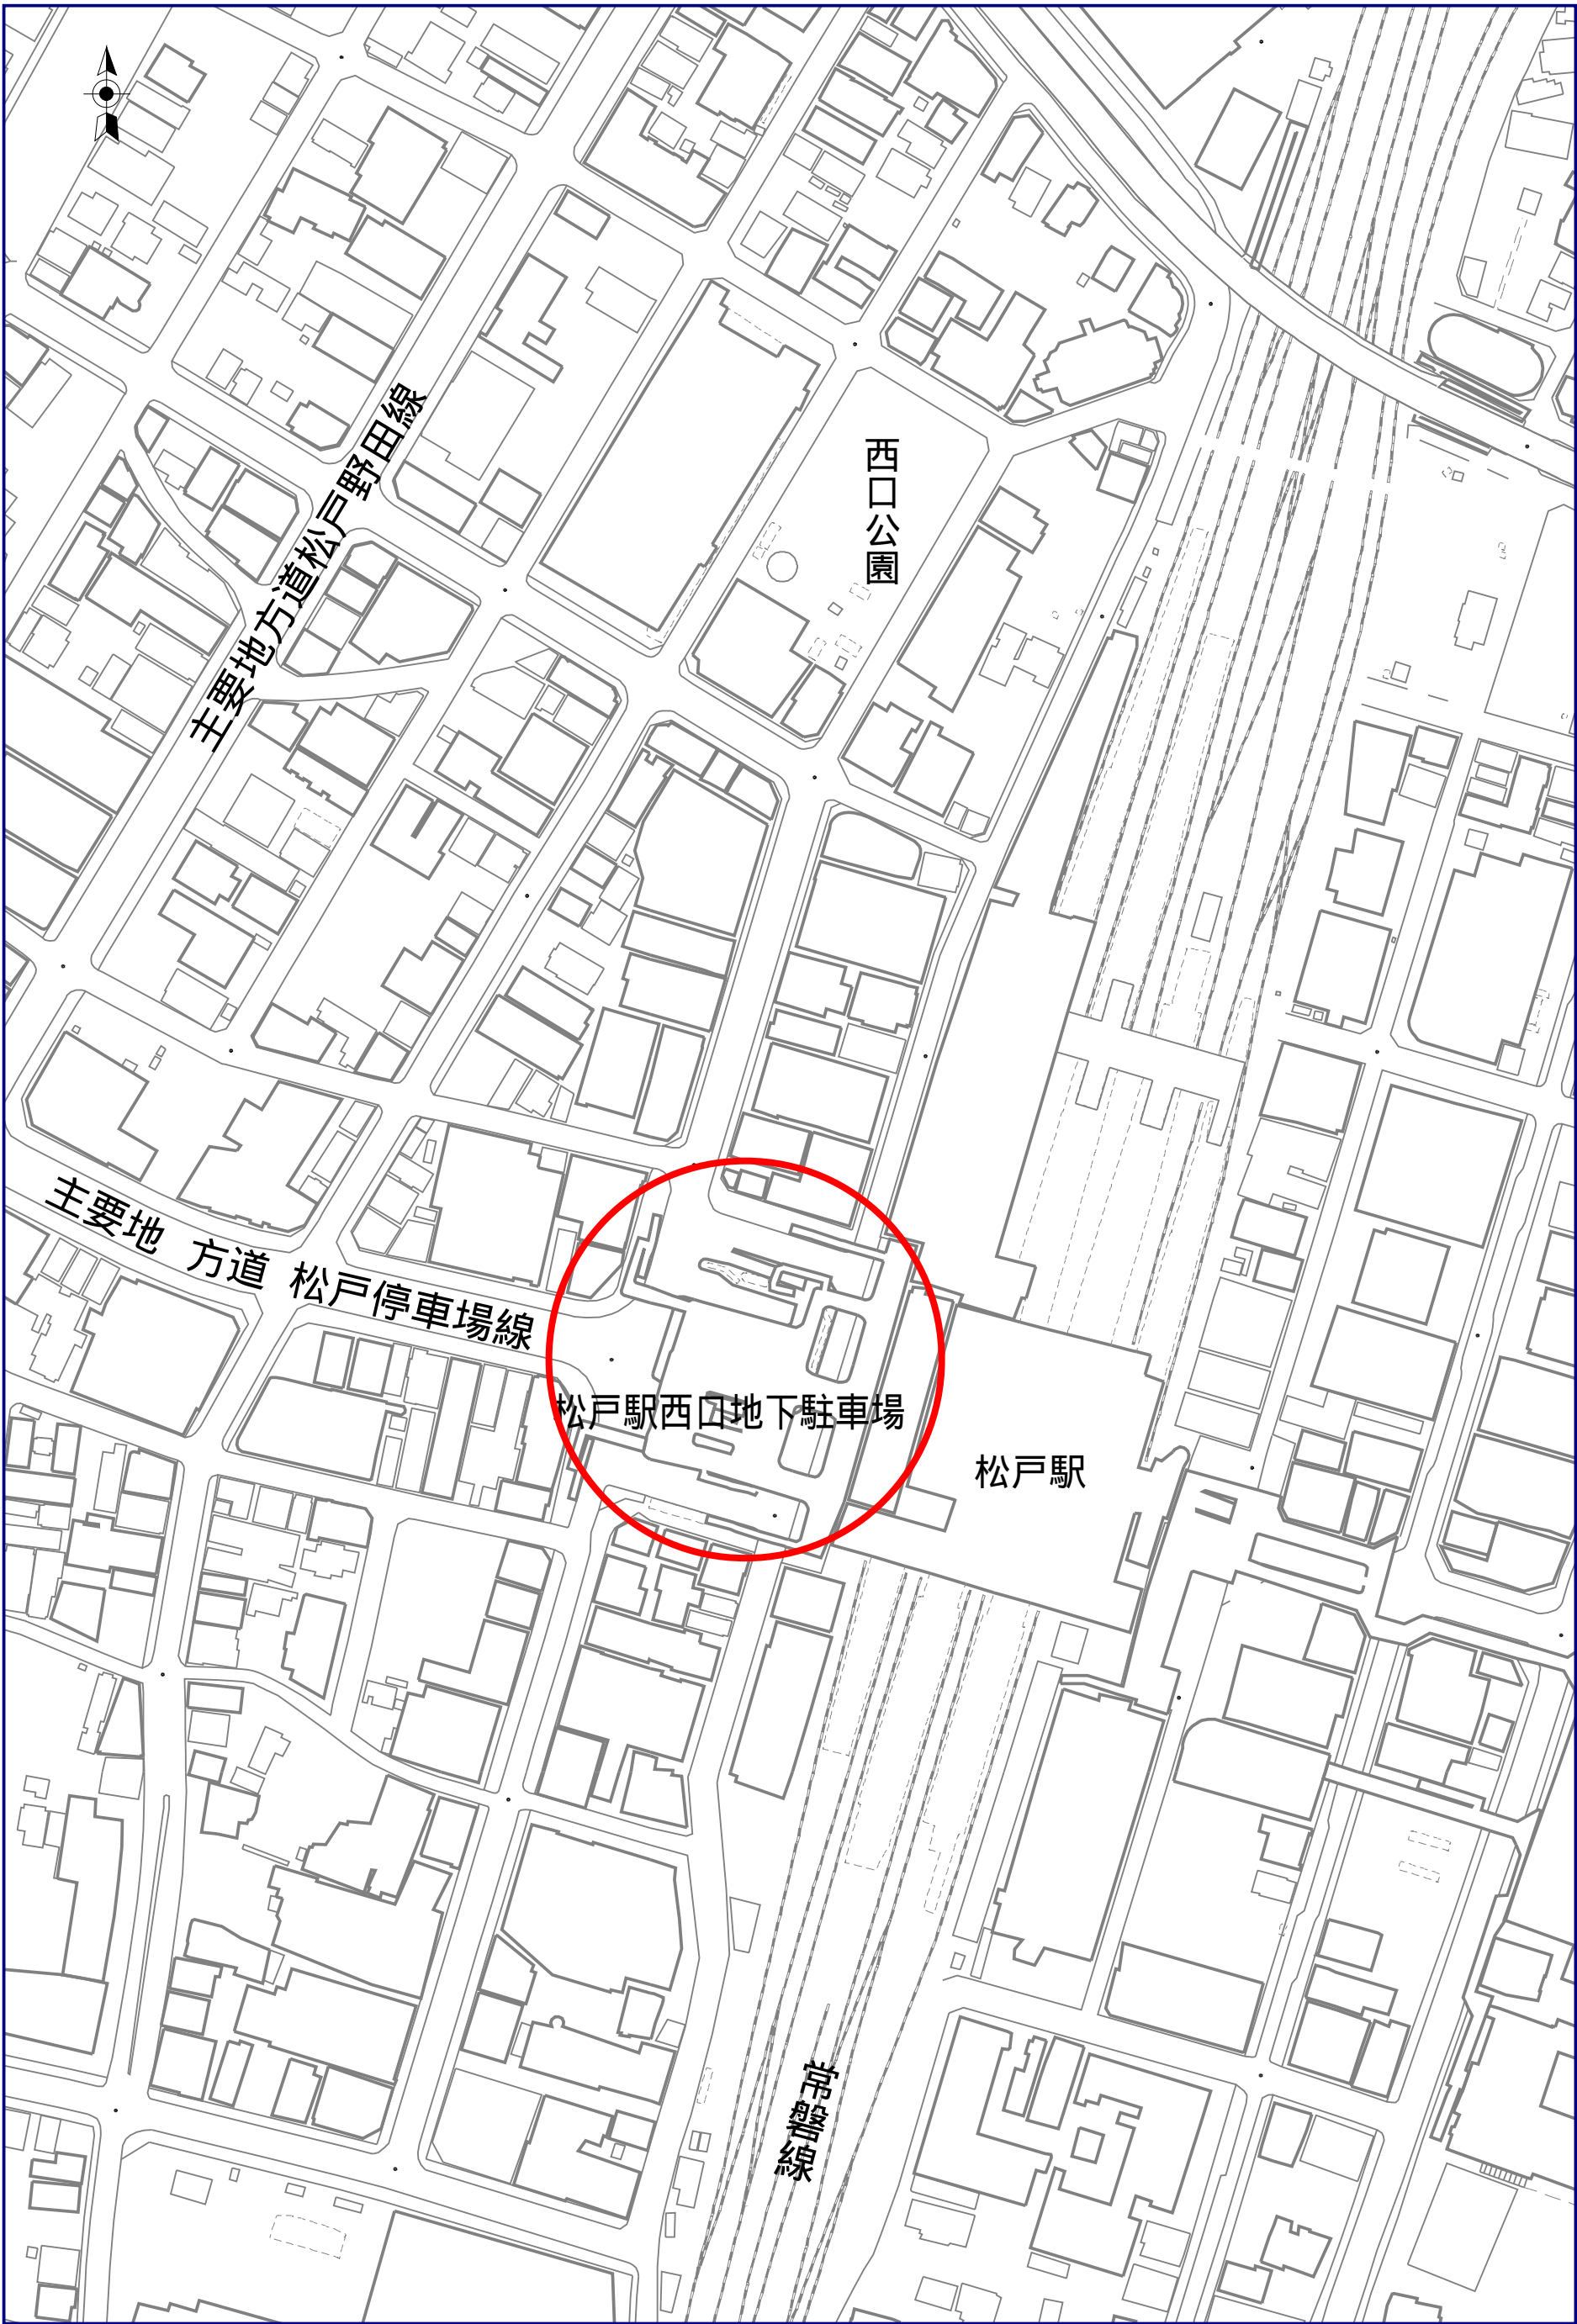 主要地方道松戸野田線
西口公園
主要地 方道 松戸停車場線
松戸駅西口地下駐車場
松戸駅
常磐線